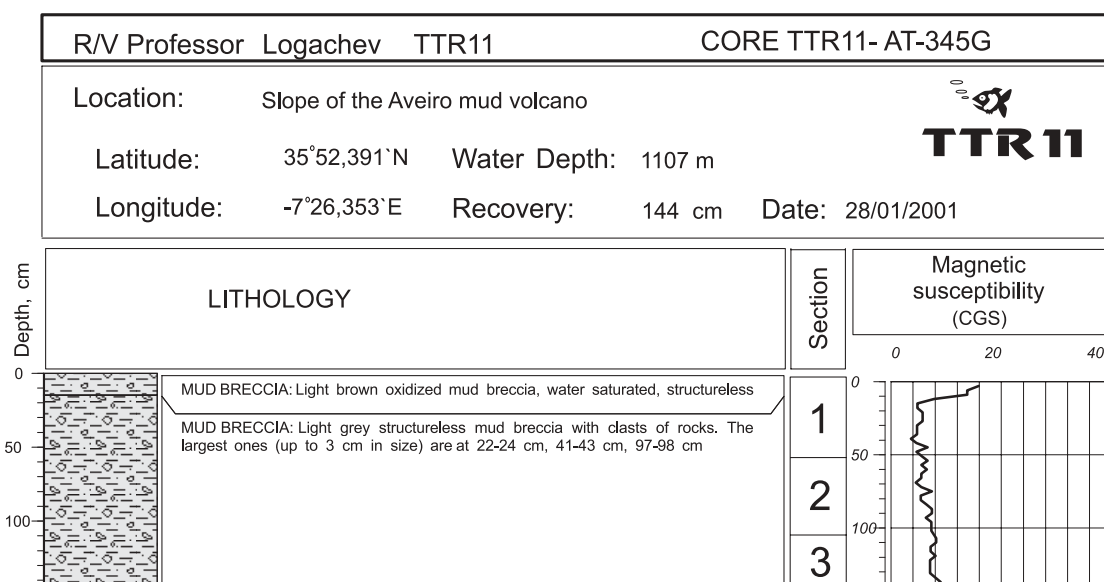 R/V Professor Logachev TTR11 CORE TTR11- AT-345G
Location: Slope of the Aveiro mud volcano
TTR 11
Latitude: 35°52,391`N Water Depth: 1107 m
Longitude: -7°26,353`E Recovery: 144 cm Date: 28/01/2001
Depth, cm
LITHOLOGY
Section
Magnetic
susceptibility
(CGS)
0 20 40
0
50
100
MUD BRECCIA: Light brown oxidized mud breccia, water saturated, structureless
MUD BRECCIA: Light grey structureless mud breccia with clasts of rocks. The
largest ones (up to 3 cm in size) are at 22-24 cm, 41-43 cm, 97-98 cm
1
2
3
0
50
100